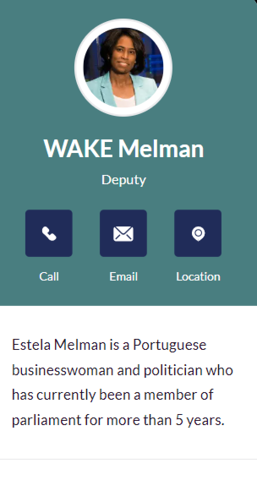 WAKE Melman
Deputy
Call Email Location
Estela Melman is a Portuguese
businesswoman and politician who
has currently been a member of
parliament for more than 5 years.